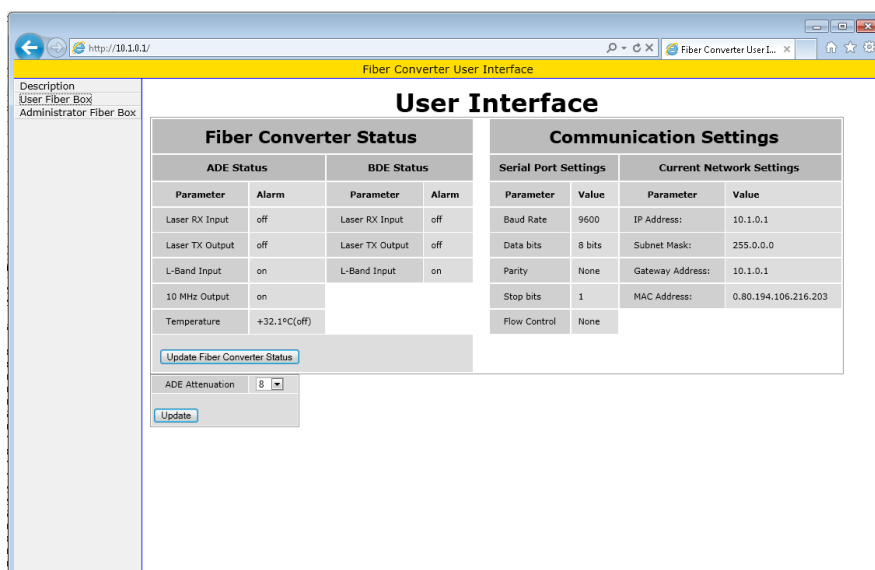 http://10.1.0.1/
Fiber Converter User I...
Fiber Converter User Interface
Description
User Fiber Box
Administrator Fiber Box
User Interface
Fiber Converter Status
Communication Settings
ADE Status BDE Status Serial Port Settings Current Network Settings
Parameter Alarm Parameter Alarm Parameter Value Parameter Value
Laser RX Input off Laser RX Input off Baud Rate 9600 IP Address: 10.1.0.1
Laser TX Output off Laser TX Output off Data bits 8 bits Subnet Mask: 255.0.0.0
L-Band Input on L-Band Input on Parity None Gateway Address: 10.1.0.1
10 MHz Output on Stop bits 1 MAC Address: 0.80.194.106.216.203
Temperature +32.1ºC(off) Flow Control None
Update Fiber Converter Status
ADE Attenuation 8
Update